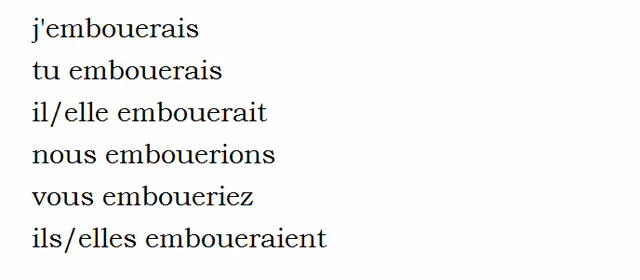 j'embouerais
tu embouerais
il/elle embouerait
nous embouerions
vous emboueriez
ils/elles emboueraient